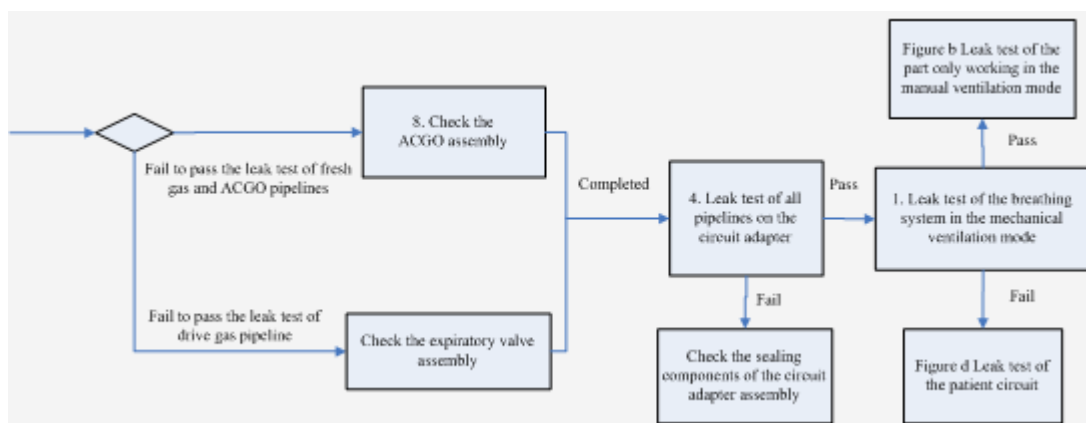 Figure b Leak test of the
part only working in the
manual ventilation mode
8. Check the
ACGO assembly
Pass
Fail to pass the leak test of fresh
gas and ACGO pipelines
Completed
4. Leak test of all
pipelines on the
circuit adapter
Pass
1. Leak test of the breathing
system in the mechanical
ventilation mode
Fail
Fail
Fail to pass the leak test of
drive gas pipeline
Check the expiratory valve
assembly
Check the sealing
components of the circuit
adapter assembly
Figure d Leak test of
the patient circuit